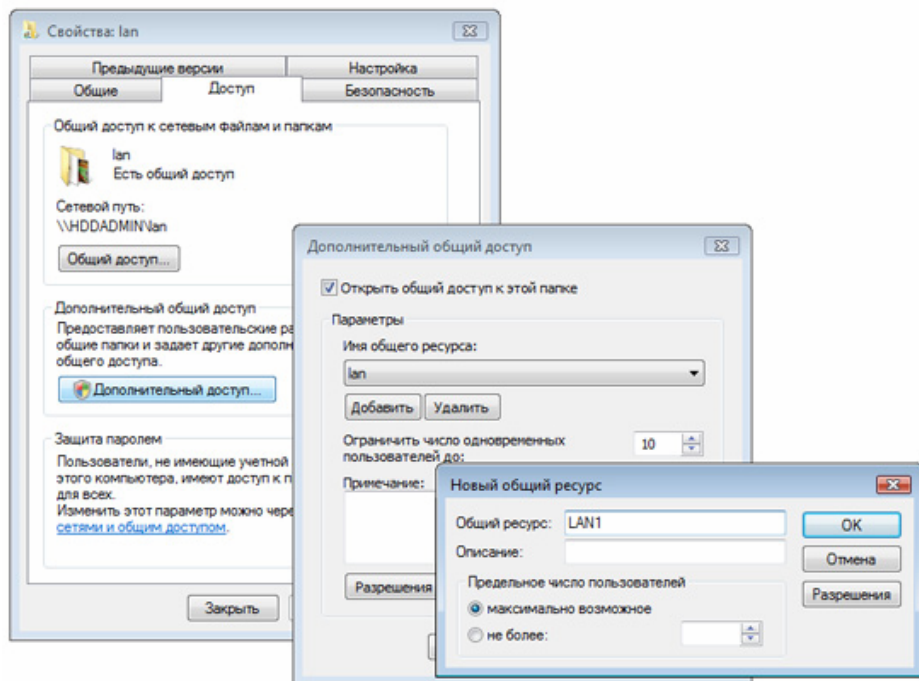 Свойства: lan
Предыдущие версии
Настройка
Общие
Доступ
Безопасность
Общий доступ к сетевым файлам и папкам
lan
Есть общий доступ
Сетевой путь:
\\HDDADMIN\lan
Общий доступ...
Дополнительный общий доступ
Предоставляет пользовательские
общие папки и задает другие
общего доступа.
Дополнительный доступ...
Защита паролем
Пользователи, не имеющие учетной
этого компьютера, имеют доступ к
для всех.
Изменить этот параметр можно
сетями и общим доступом.
Закрыть
Дополнительный общий доступ
Открыть общий доступ к этой папке
Параметры
Имя общего ресурса:
lan
Добавить
Удалить
Ограничить число одновременных
пользователей до:
10
Примечание:
Разрешения
Новый общий ресурс
Общий ресурс:
LAN1
OK
Описание:
Отмена
Предельное число пользователей
Разрешения
максимально возможное
не более: